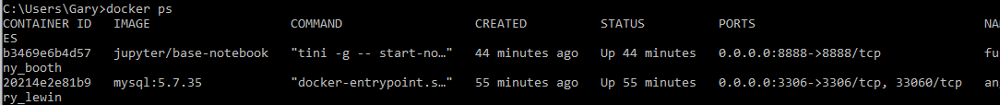 C:\Users\Gary>docker ps
CONTAINER ID   IMAGE                   COMMAND                  CREATED          STATUS          PORTS                               NA
ES
b3469e6b4d57   jupyter/base-notebook   "tini -g -- start-no…"   44 minutes ago   Up 44 minutes   0.0.0.0:8888->8888/tcp              fu
ny_booth
20214e2e81b9   mysql:5.7.35            "docker-entrypoint.s…"   55 minutes ago   Up 55 minutes   0.0.0.0:3306->3306/tcp, 33060/tcp   an
ry_lewin